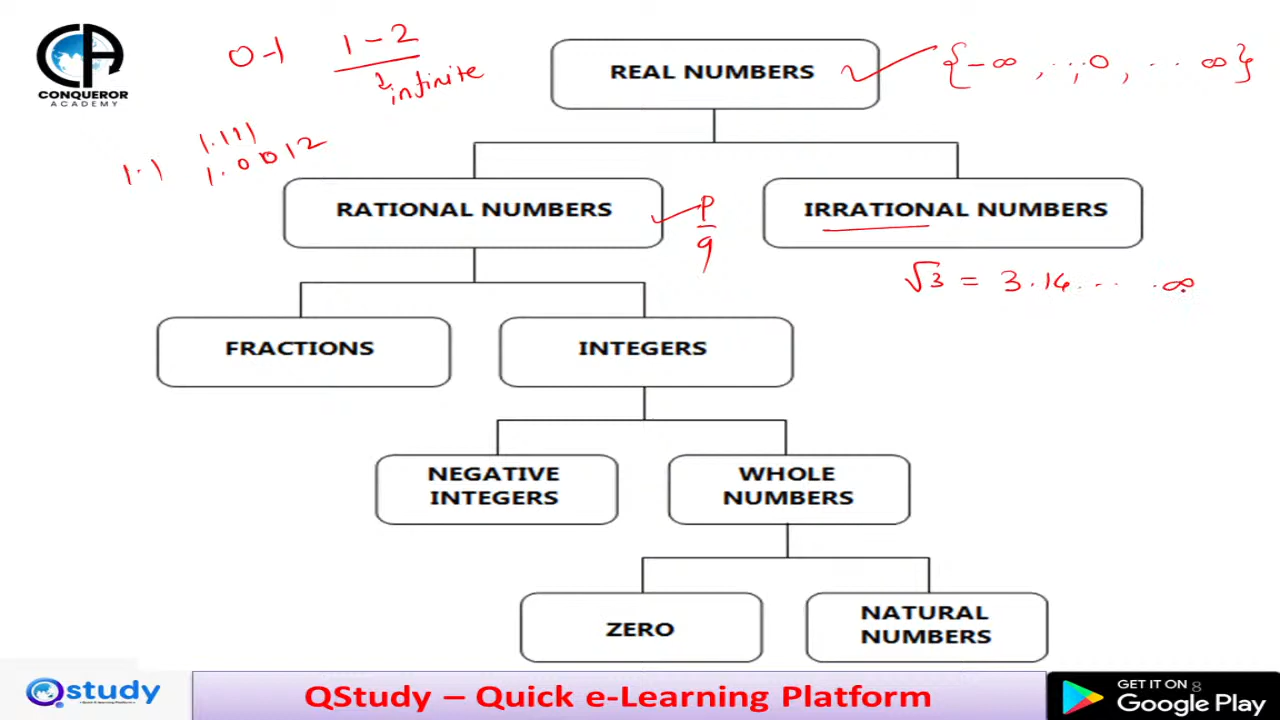 CONQUEROR
ACADEMY
0-1
1-2
infinite
1.1
1.111
1.0012
REAL NUMBERS
{-∞, ..., 0, ... ∞}
RATIONAL NUMBERS
p
q
IRRATIONAL NUMBERS
√3 = 3.14... .∞
FRACTIONS
INTEGERS
NEGATIVE
INTEGERS
WHOLE
NUMBERS
ZERO
NATURAL
NUMBERS
Qstudy
QStudy – Quick e-Learning Platform
GET IT ON
8
Google Play